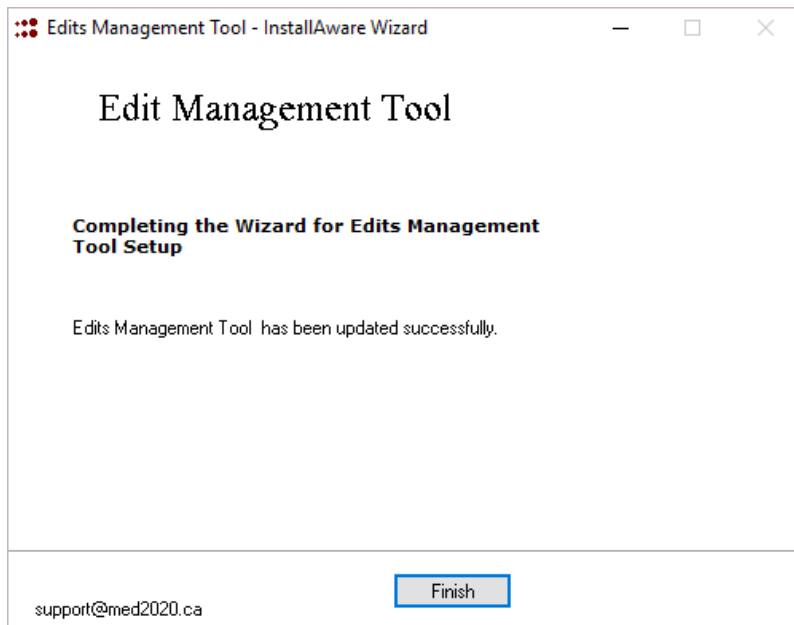 Edits Management Tool - InstallAware Wizard
Edit Management Tool
Completing the Wizard for Edits Management
Tool Setup
Edits Management Tool  has been updated successfully.
Finish
support@med2020.ca